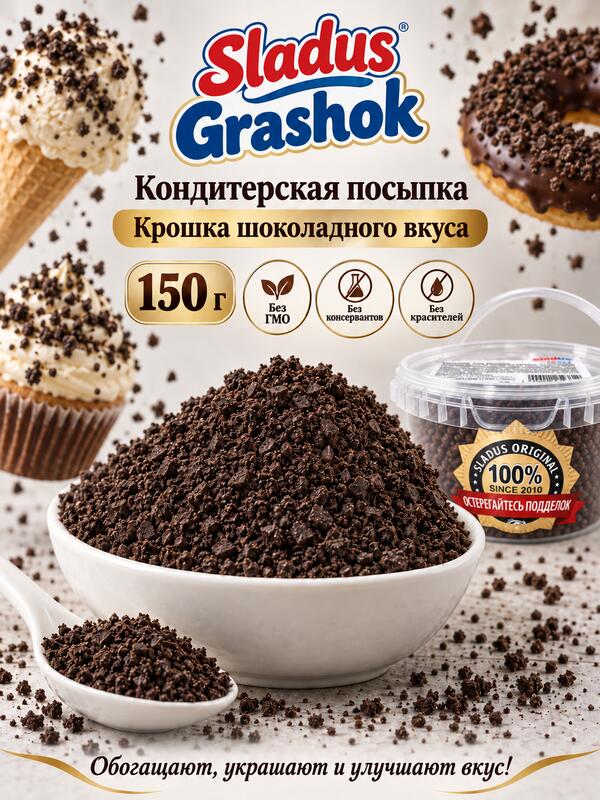 Sladus®
Grashok
Кондитерская посыпка
Крошка шоколадного вкуса
150 г
Без
ГМО
Без
консервантов
Без
красителей
SLADUS ORIGINAL
100%
SINCE 2010
ОСТЕРЕГАЙТЕСЬ ПОДДЕЛОК
Обогащают, украшают и улучшают вкус!